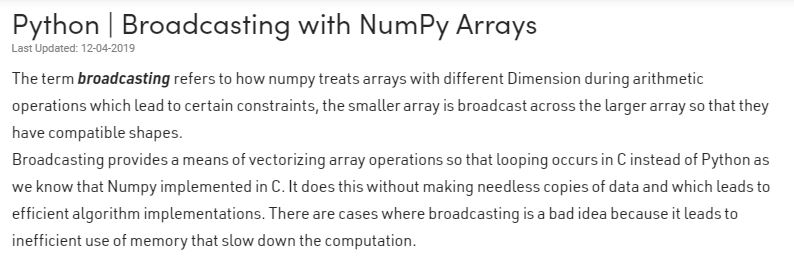 Python | Broadcasting with NumPy Arrays
Last Updated: 12-04-2019
The term broadcasting refers to how numpy treats arrays with different Dimension during arithmetic
operations which lead to certain constraints, the smaller array is broadcast across the larger array so that they
have compatible shapes.
Broadcasting provides a means of vectorizing array operations so that looping occurs in C instead of Python as
we know that Numpy implemented in C. It does this without making needless copies of data and which leads to
efficient algorithm implementations. There are cases where broadcasting is a bad idea because it leads to
inefficient use of memory that slow down the computation.